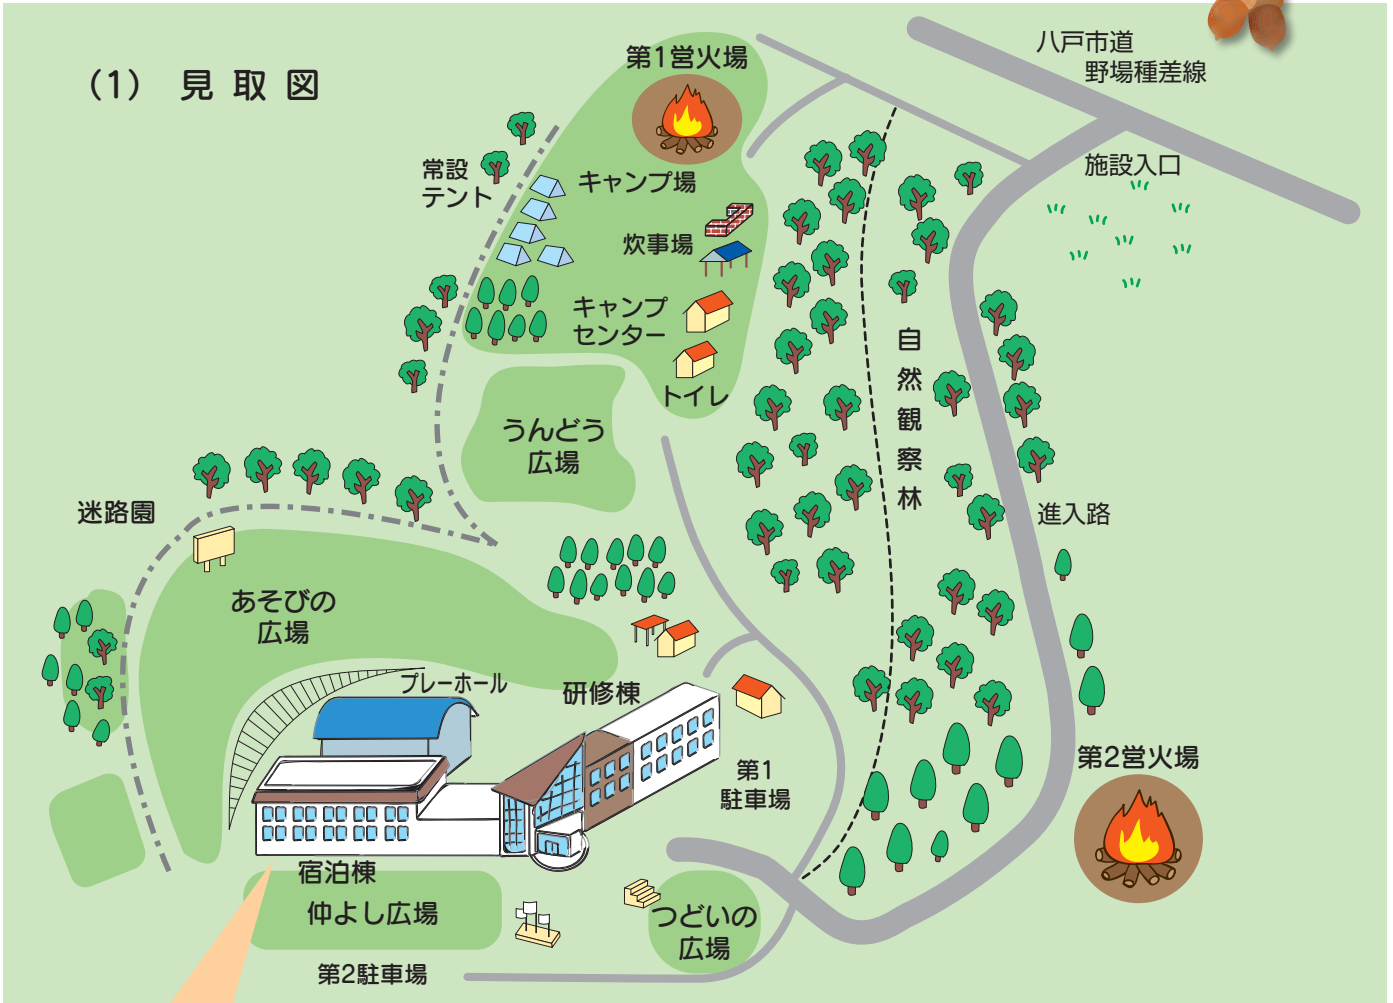 (1) 見取図
八戸市道
野場種差線
第1営火場
施設入口
常設
テント
キャンプ場
炊事場
キャンプ
センター
トイレ
自然観察林
うんどう
広場
迷路園
進入路
あそびの
広場
プレーホール
研修棟
第1
駐車場
第2営火場
宿泊棟
仲よし広場
つどいの
広場
第2駐車場